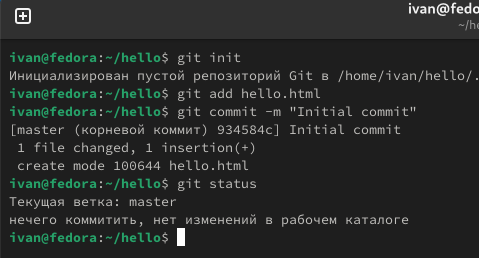 ivan@fedo
~/he
ivan@fedora:~/hello$ git init
Инициализирован пустой репозиторий Git в /home/ivan/hello/.
ivan@fedora:~/hello$ git add hello.html
ivan@fedora:~/hello$ git commit -m "Initial commit"
[master (корневой коммит) 934584c] Initial commit
 1 file changed, 1 insertion(+)
 create mode 100644 hello.html
ivan@fedora:~/hello$ git status
Текущая ветка: master
нечего коммитить, нет изменений в рабочем каталоге
ivan@fedora:~/hello$